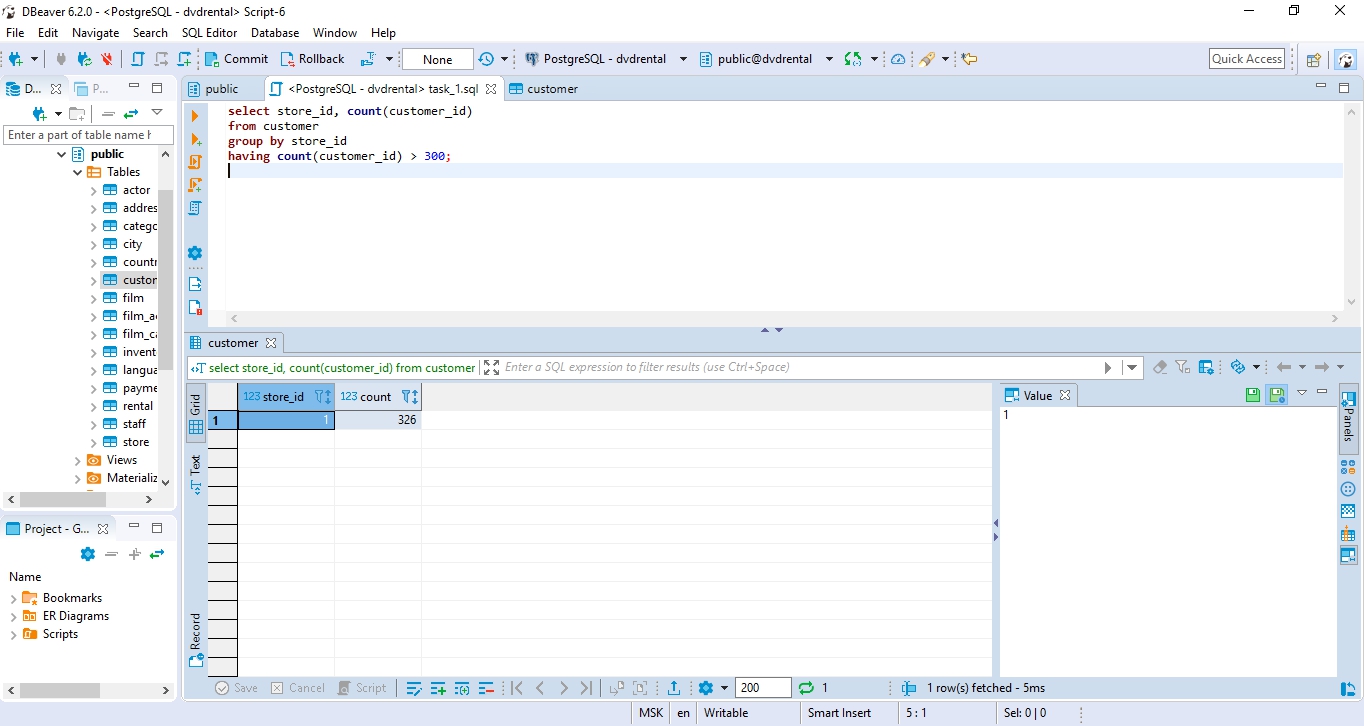 DBeaver 6.2.0 - <PostgreSQL - dvdrental> Script-6
File Edit Navigate Search SQL Editor Database Window Help
Commit Rollback None PostgreSQL - dvdrental public@dvdrental Quick Access
D... P...
Enter a part of table name h
public
Tables
actor
addres
catego
city
countr
custor
film
film_a
film_ca
invent
langua
payme
rental
staff
store
Views
Materializ
Project - G...
Name
Bookmarks
ER Diagrams
Scripts
public <PostgreSQL - dvdrental> task_1.sql customer
select store_id, count(customer_id)
from customer
group by store_id
having count(customer_id) > 300;
customer
select store_id, count(customer_id) from customer Enter a SQL expression to filter results (use Ctrl+Space)
Grid
Text
Record
123 store_id 123 count
1 1 326
Value
1
Panels
Save Cancel Script 200 1 1 row(s) fetched - 5ms
MSK en Writable Smart Insert 5 : 1 Sel: 0 | 0